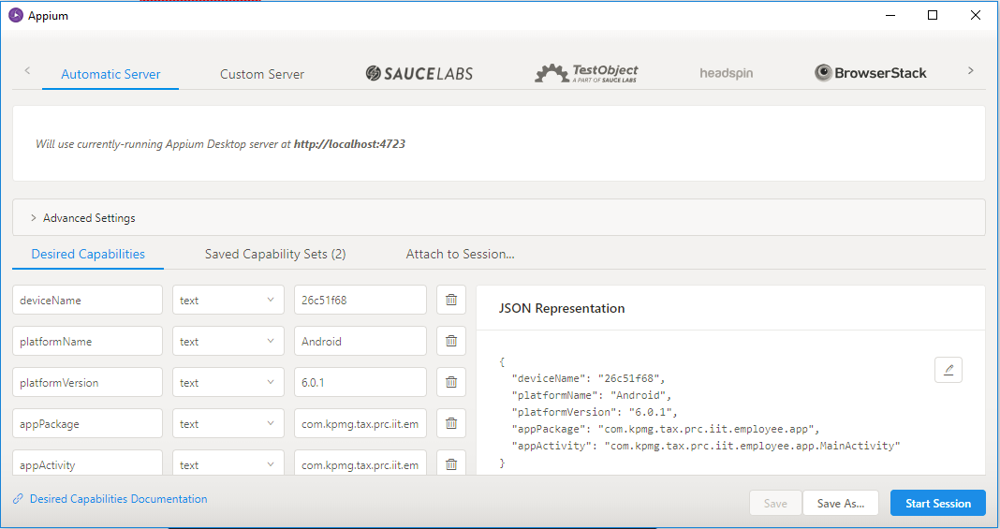 Appium
Automatic Server
Custom Server
SAUCELABS
TestObject
A PART OF SAUCE LABS
headspin
BrowserStack
Will use currently-running Appium Desktop server at http://localhost:4723
Advanced Settings
Desired Capabilities
Saved Capability Sets (2)
Attach to Session...
deviceName text 26c51f68
platformName text Android
platformVersion text 6.0.1
appPackage text com.kpmg.tax.prc.iit.em
appActivity text com.kpmg.tax.prc.iit.em
JSON Representation
{
"deviceName": "26c51f68",
"platformName": "Android",
"platformVersion": "6.0.1",
"appPackage": "com.kpmg.tax.prc.iit.employee.app",
"appActivity": "com.kpmg.tax.prc.iit.employee.app.MainActivity"
}
Desired Capabilities Documentation
Save
Save As...
Start Session